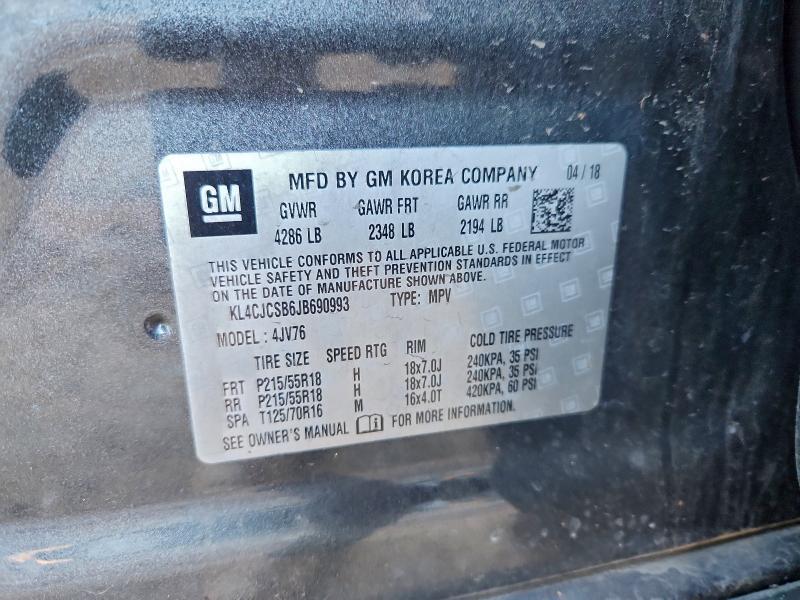 GM
MFD BY GM KOREA COMPANY 04 / 18
GVWR GAWR FRT GAWR RR
4286 LB 2348 LB 2194 LB
THIS VEHICLE CONFORMS TO ALL APPLICABLE U.S. FEDERAL MOTOR
VEHICLE SAFETY AND THEFT PREVENTION STANDARDS IN EFFECT
ON THE DATE OF MANUFACTURE SHOWN ABOVE.
KL4CJCSB6JB690993 TYPE: MPV
MODEL : 4JV76
TIRE SIZE SPEED RTG RIM COLD TIRE PRESSURE
FRT P215/55R18 H 18x7.0J 240KPA, 35 PSI
RR P215/55R18 H 18x7.0J 240KPA, 35 PSI
SPA T125/70R16 M 16x4.0T 420KPA, 60 PSI
SEE OWNER'S MANUAL FOR MORE INFORMATION.